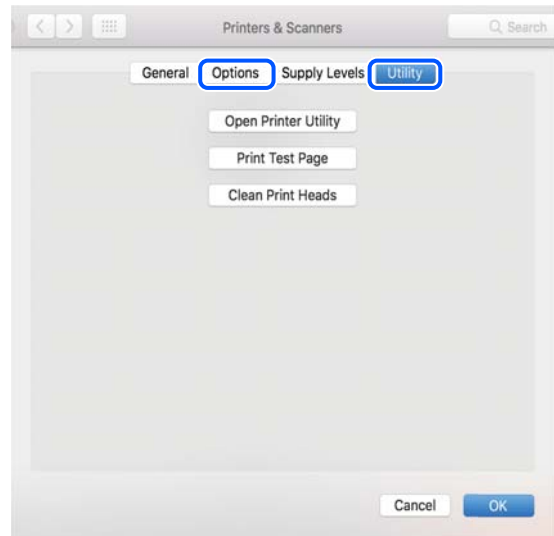 Printers & Scanners Search
General Options Supply Levels Utility
Open Printer Utility
Print Test Page
Clean Print Heads
Cancel OK